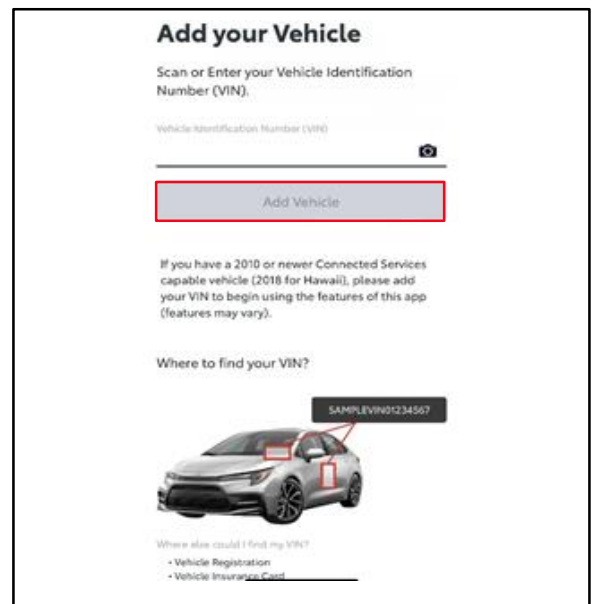 Add your Vehicle
Scan or Enter your Vehicle Identification
Number (VIN).
Vehicle Identification Number (VIN)
Add Vehicle
If you have a 2010 or newer Connected Services
capable vehicle (2018 for Hawaii), please add
your VIN to begin using the features of this app
(features may vary).
Where to find your VIN?
SAMPLEVIN01234567
Where else could I find my VIN?
• Vehicle Registration
• Vehicle Insurance Card